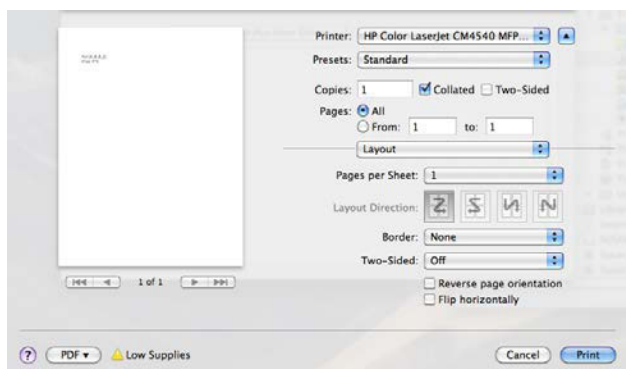 Printer: HP Color LaserJet CM4540 MFP...
Presets: Standard
Copies: 1 Collated Two-Sided
Pages: All
From: 1 to: 1
Layout
Pages per Sheet: 1
Layout Direction:
Border: None
Two-Sided: Off
1 of 1
Reverse page orientation
Flip horizontally
? PDF Low Supplies Cancel Print